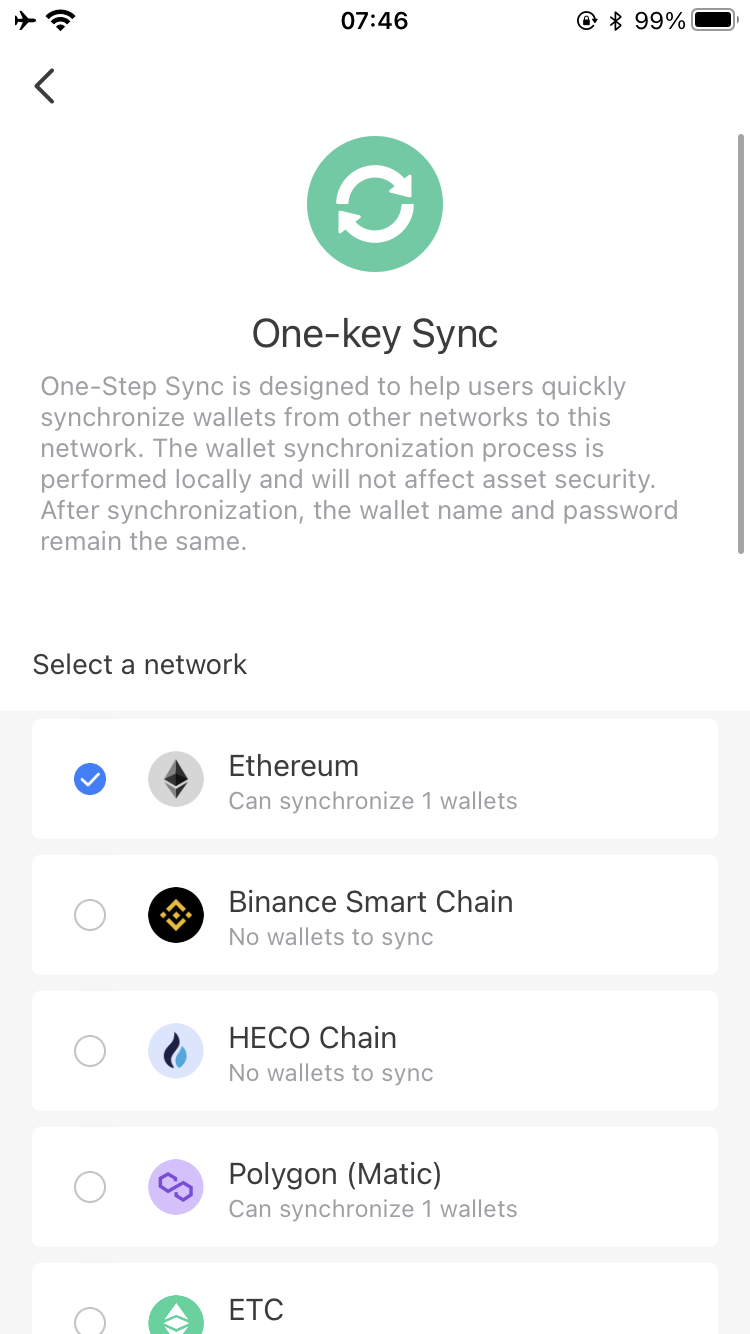 07:46
99%
One-key Sync
One-Step Sync is designed to help users quickly
synchronize wallets from other networks to this
network. The wallet synchronization process is
performed locally and will not affect asset security.
After synchronization, the wallet name and password
remain the same.
Select a network
Ethereum
Can synchronize 1 wallets
Binance Smart Chain
No wallets to sync
HECO Chain
No wallets to sync
Polygon (Matic)
Can synchronize 1 wallets
ETC